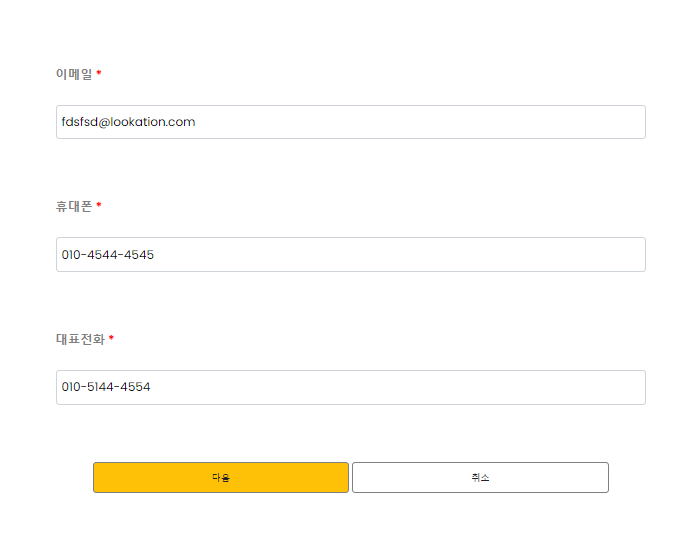 이메일 *
fdsfsd@lookation.com
휴대폰 *
010-4544-4545
대표전화 *
010-5144-4554
다음 취소